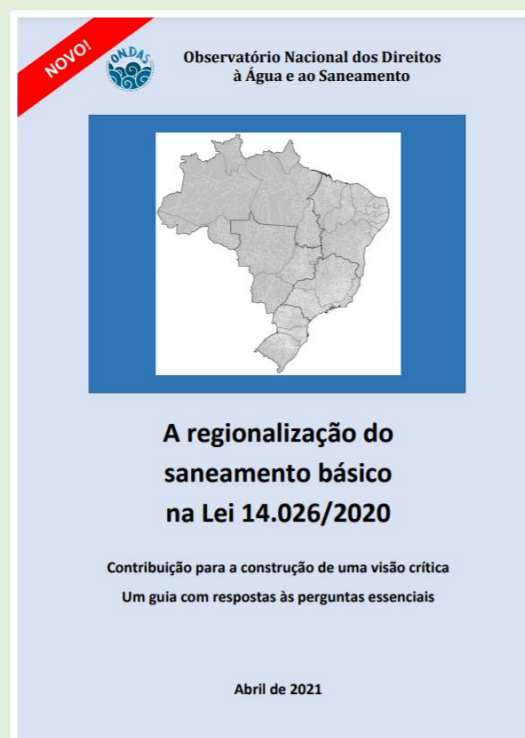 NOVO!
ONDAS
Observatório Nacional dos Direitos
à Água e ao Saneamento
A regionalização do
saneamento básico
na Lei 14.026/2020
Contribuição para a construção de uma visão crítica
Um guia com respostas às perguntas essenciais
Abril de 2021